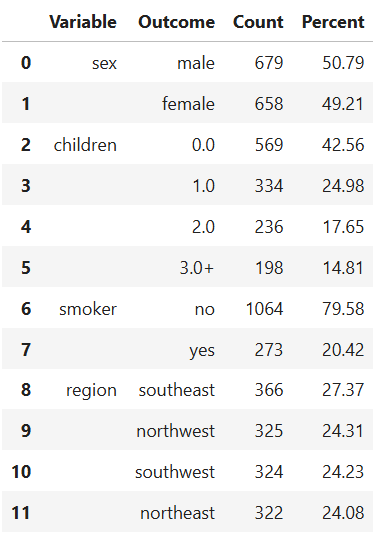 Variable Outcome Count Percent
0 sex male 679 50.79
1 female 658 49.21
2 children 0.0 569 42.56
3 1.0 334 24.98
4 2.0 236 17.65
5 3.0+ 198 14.81
6 smoker no 1064 79.58
7 yes 273 20.42
8 region southeast 366 27.37
9 northwest 325 24.31
10 southwest 324 24.23
11 northeast 322 24.08